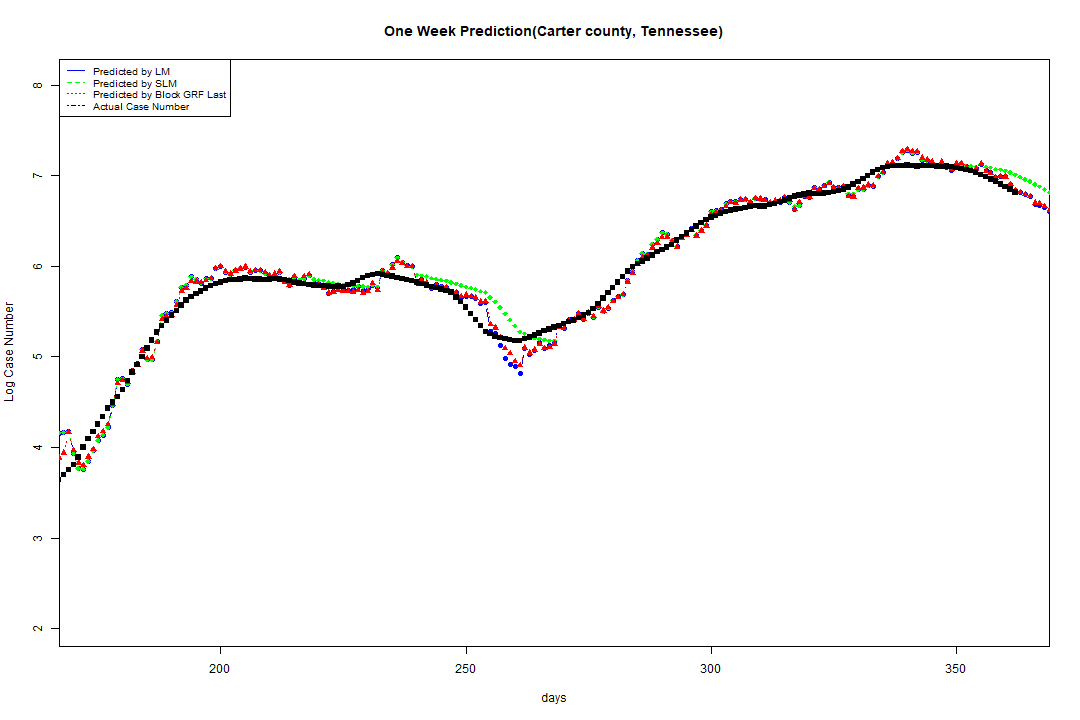 One Week Prediction(Carter county, Tennessee)
Predicted by LM
Predicted by SLM
Predicted by Block GRF Last
Actual Case Number
8
7
6
5
4
3
2
Log Case Number
200 250 300 350
days